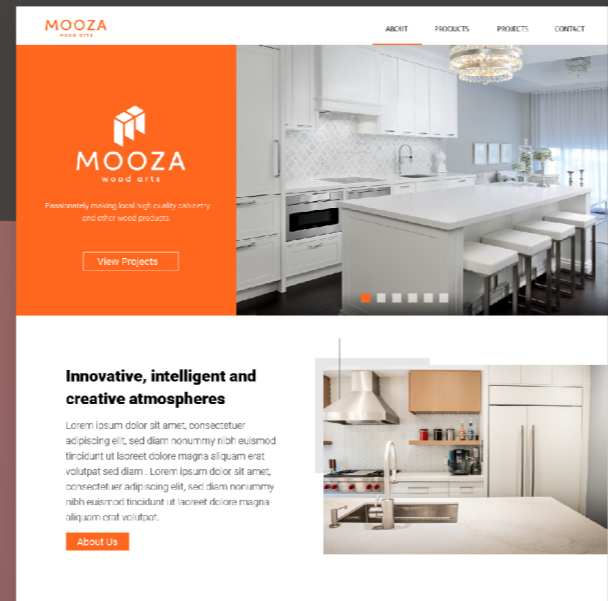 MOOZA
wood arts
ABOUT PRODUCTS PROJECTS CONTACT
MOOZA
wood arts
Passionately making local high quality cabinetry
and other wood products.
View Projects
Innovative, intelligent and
creative atmospheres
Lorem ipsum dolor sit amet, consectetuer
adipiscing elit, sed diam nonummy nibh euismod
tincidunt ut laoreet dolore magna aliquam erat
volutpat sed diam . Lorem ipsum dolor sit amet,
consectetuer adipiscing elit, sed diam nonummy
nibh euismod tincidunt ut laoreet dolore magna
aliquam erat volutpat.
About Us